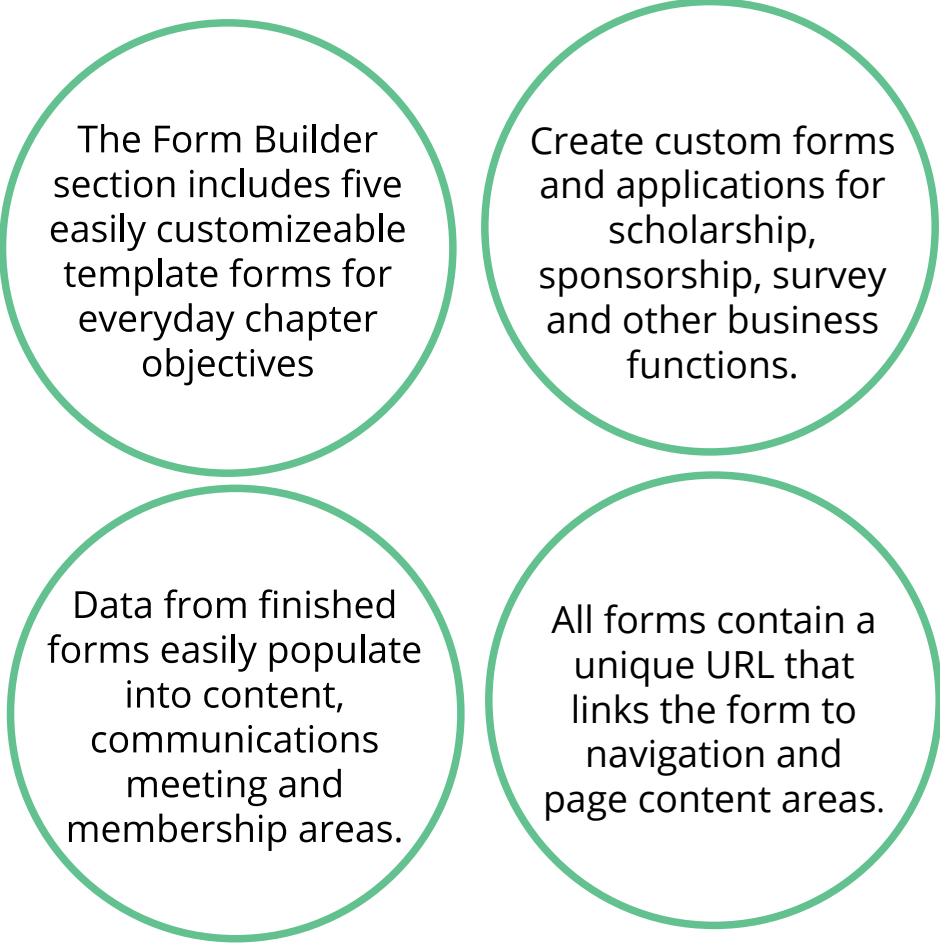 The Form Builder
section includes five
easily customizeable
template forms for
everyday chapter
objectives
Create custom forms
and applications for
scholarship,
sponsorship, survey
and other business
functions.
Data from finished
forms easily populate
into content,
communications
meeting and
membership areas.
All forms contain a
unique URL that
links the form to
navigation and
page content areas.